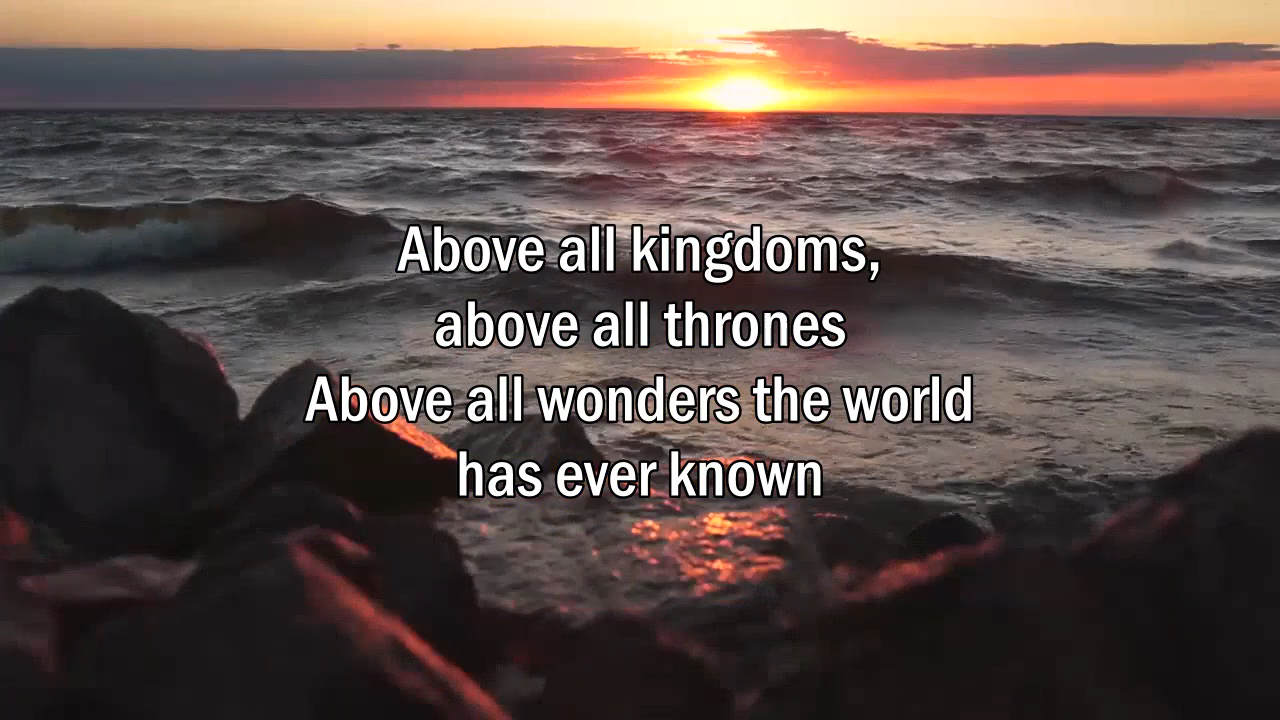 Above all kingdoms,
above all thrones
Above all wonders the world
has ever known